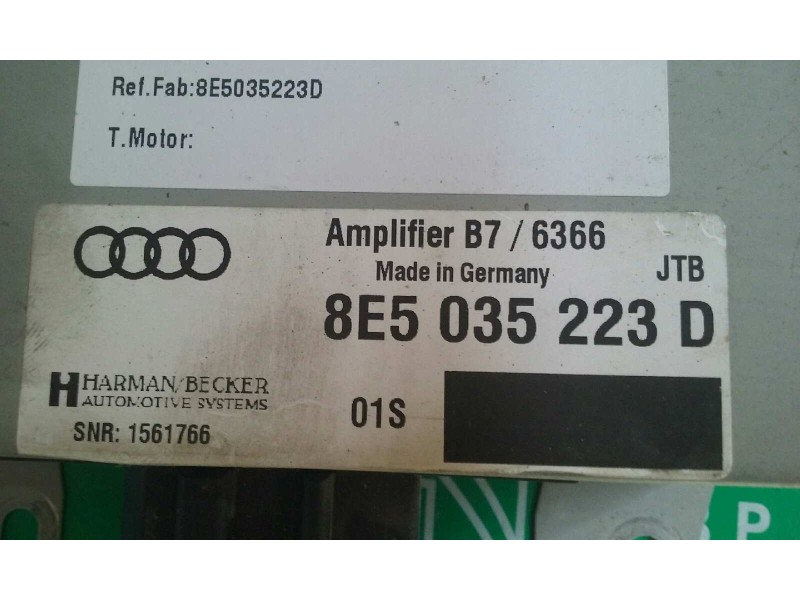 Ref.Fab:8E5035223D
T.Motor:
Amplifier B7 / 6366
Made in Germany JTB
8E5 035 223 D
HARMAN/BECKER
AUTOMOTIVE SYSTEMS
01S
SNR: 1561766
P